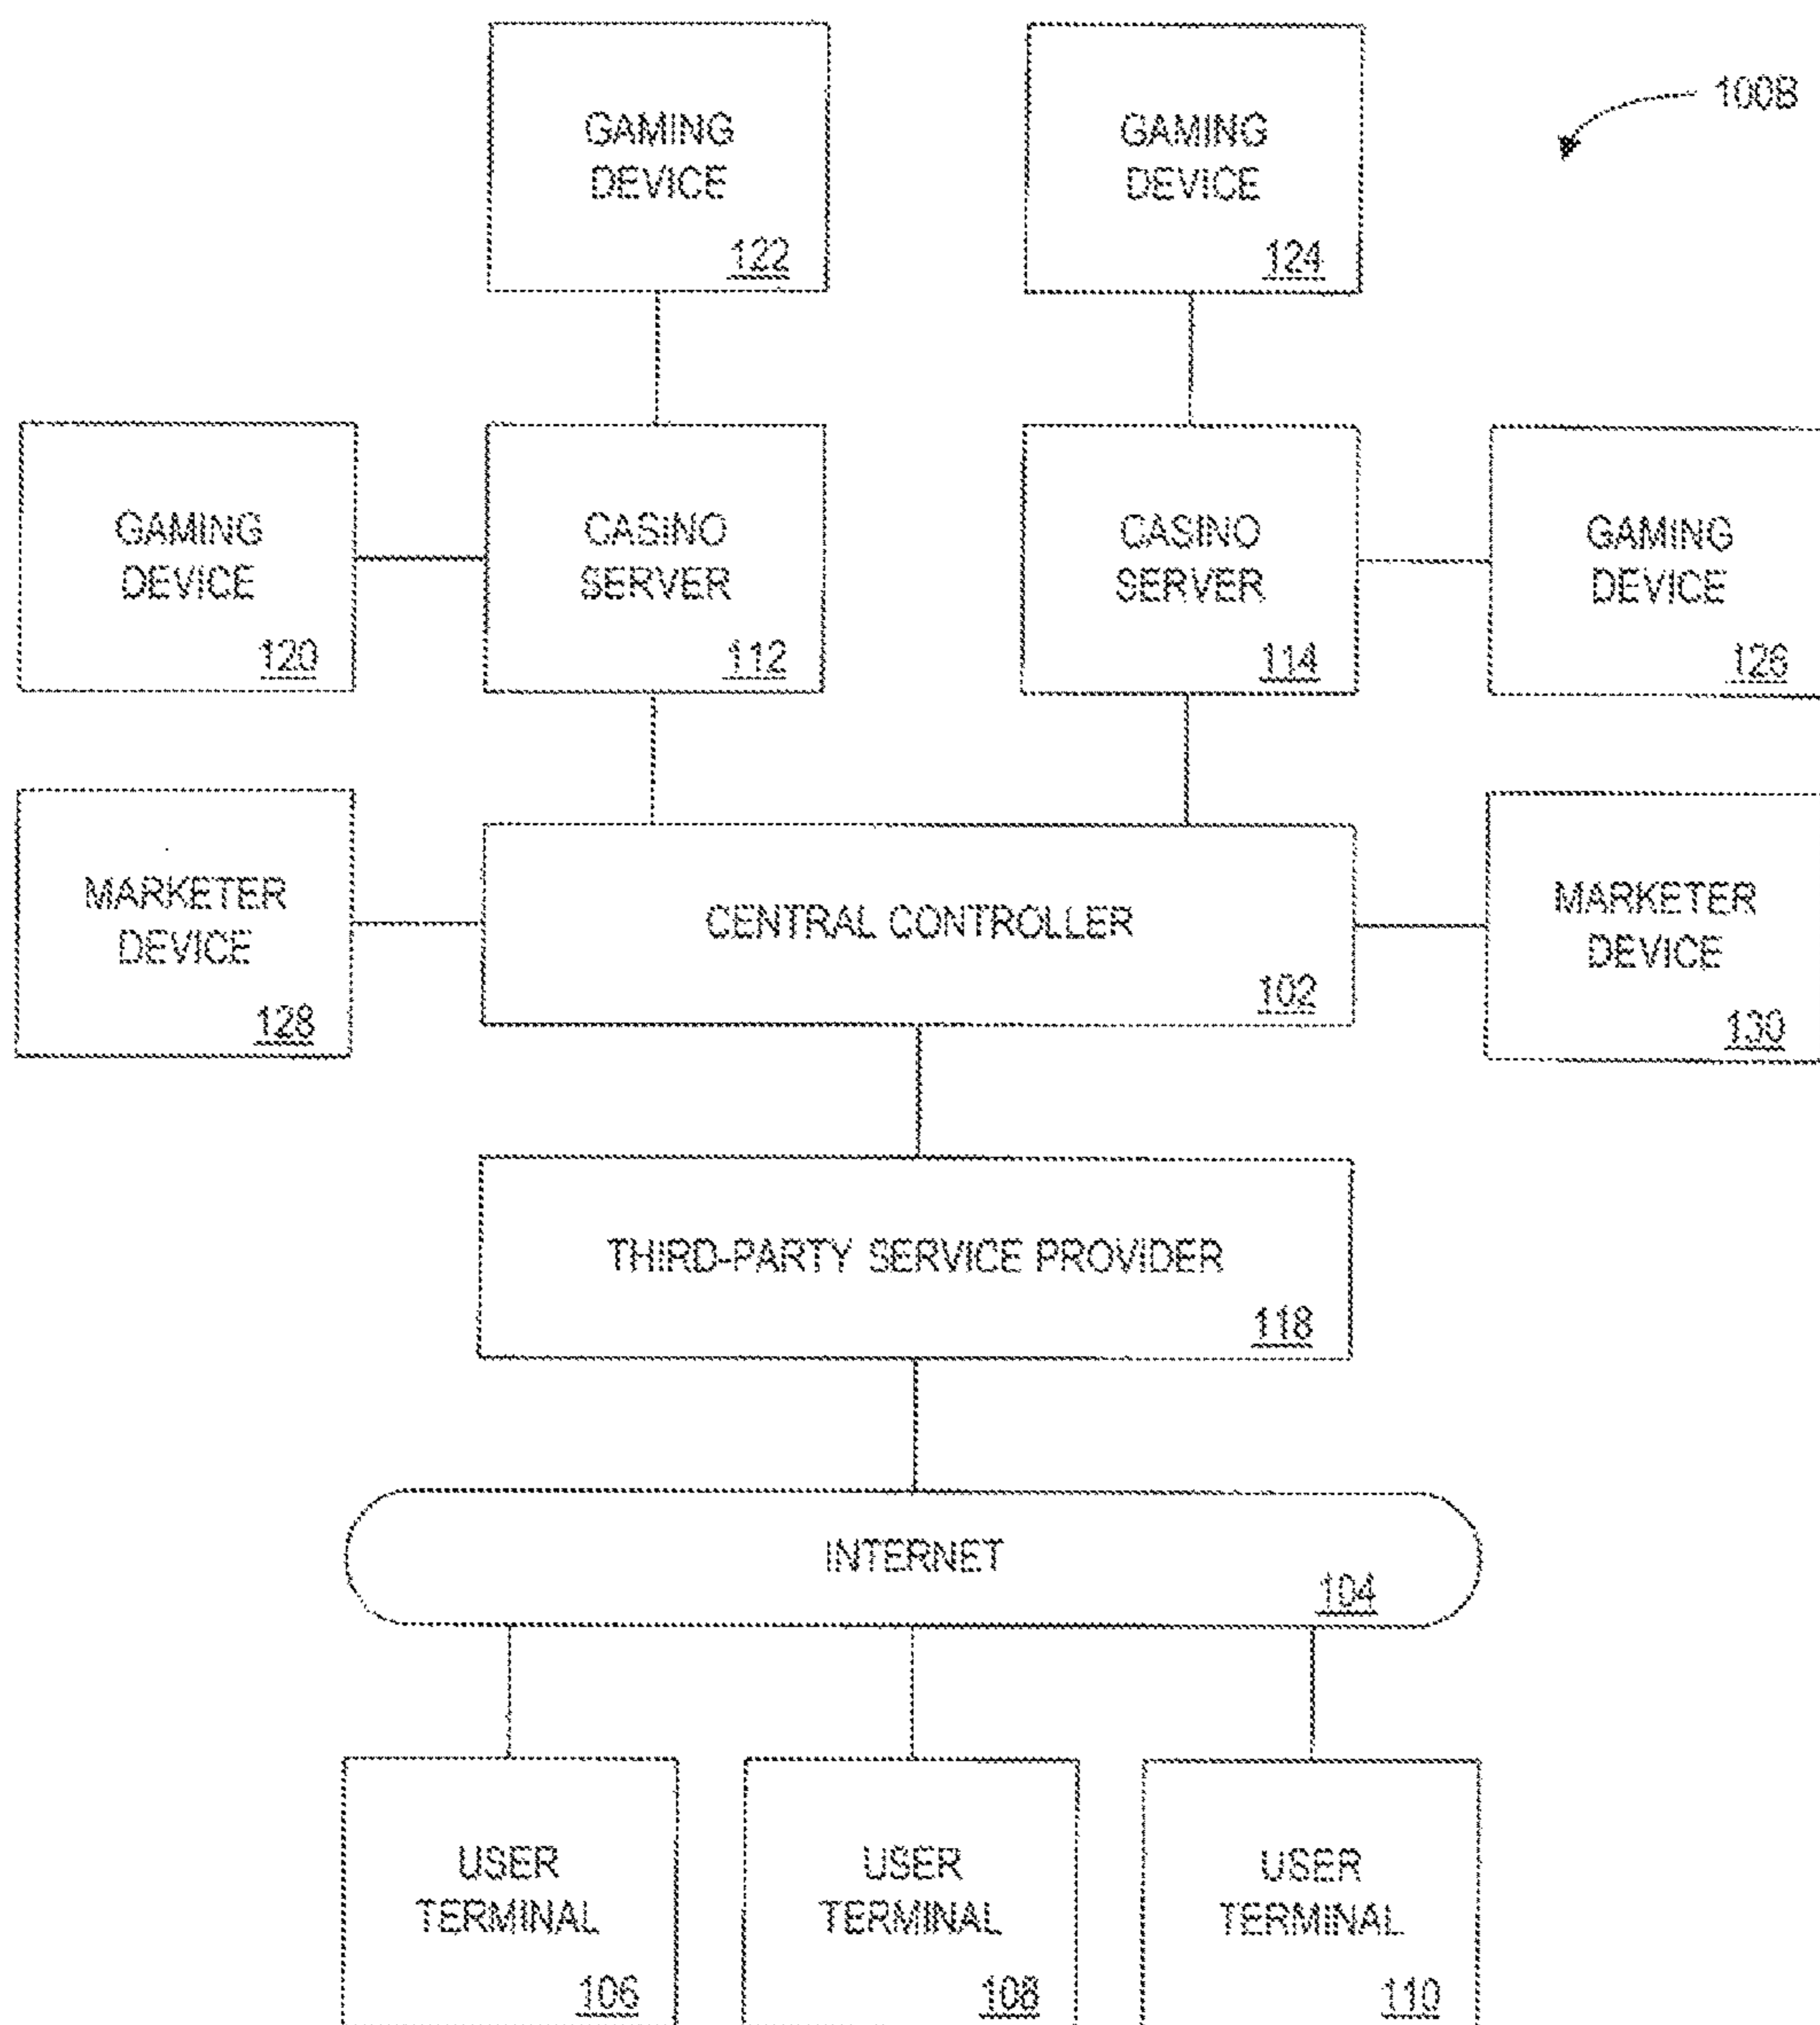 100B
GAMING
DEVICE
122
GAMING
DEVICE
124
GAMING
DEVICE
120
CASINO
SERVER
112
CASINO
SERVER
114
GAMING
DEVICE
126
MARKETER
DEVICE
128
CENTRAL CONTROLLER
102
MARKETER
DEVICE
130
THIRD-PARTY SERVICE PROVIDER
118
INTERNET
104
USER
TERMINAL
106
USER
TERMINAL
108
USER
TERMINAL
110